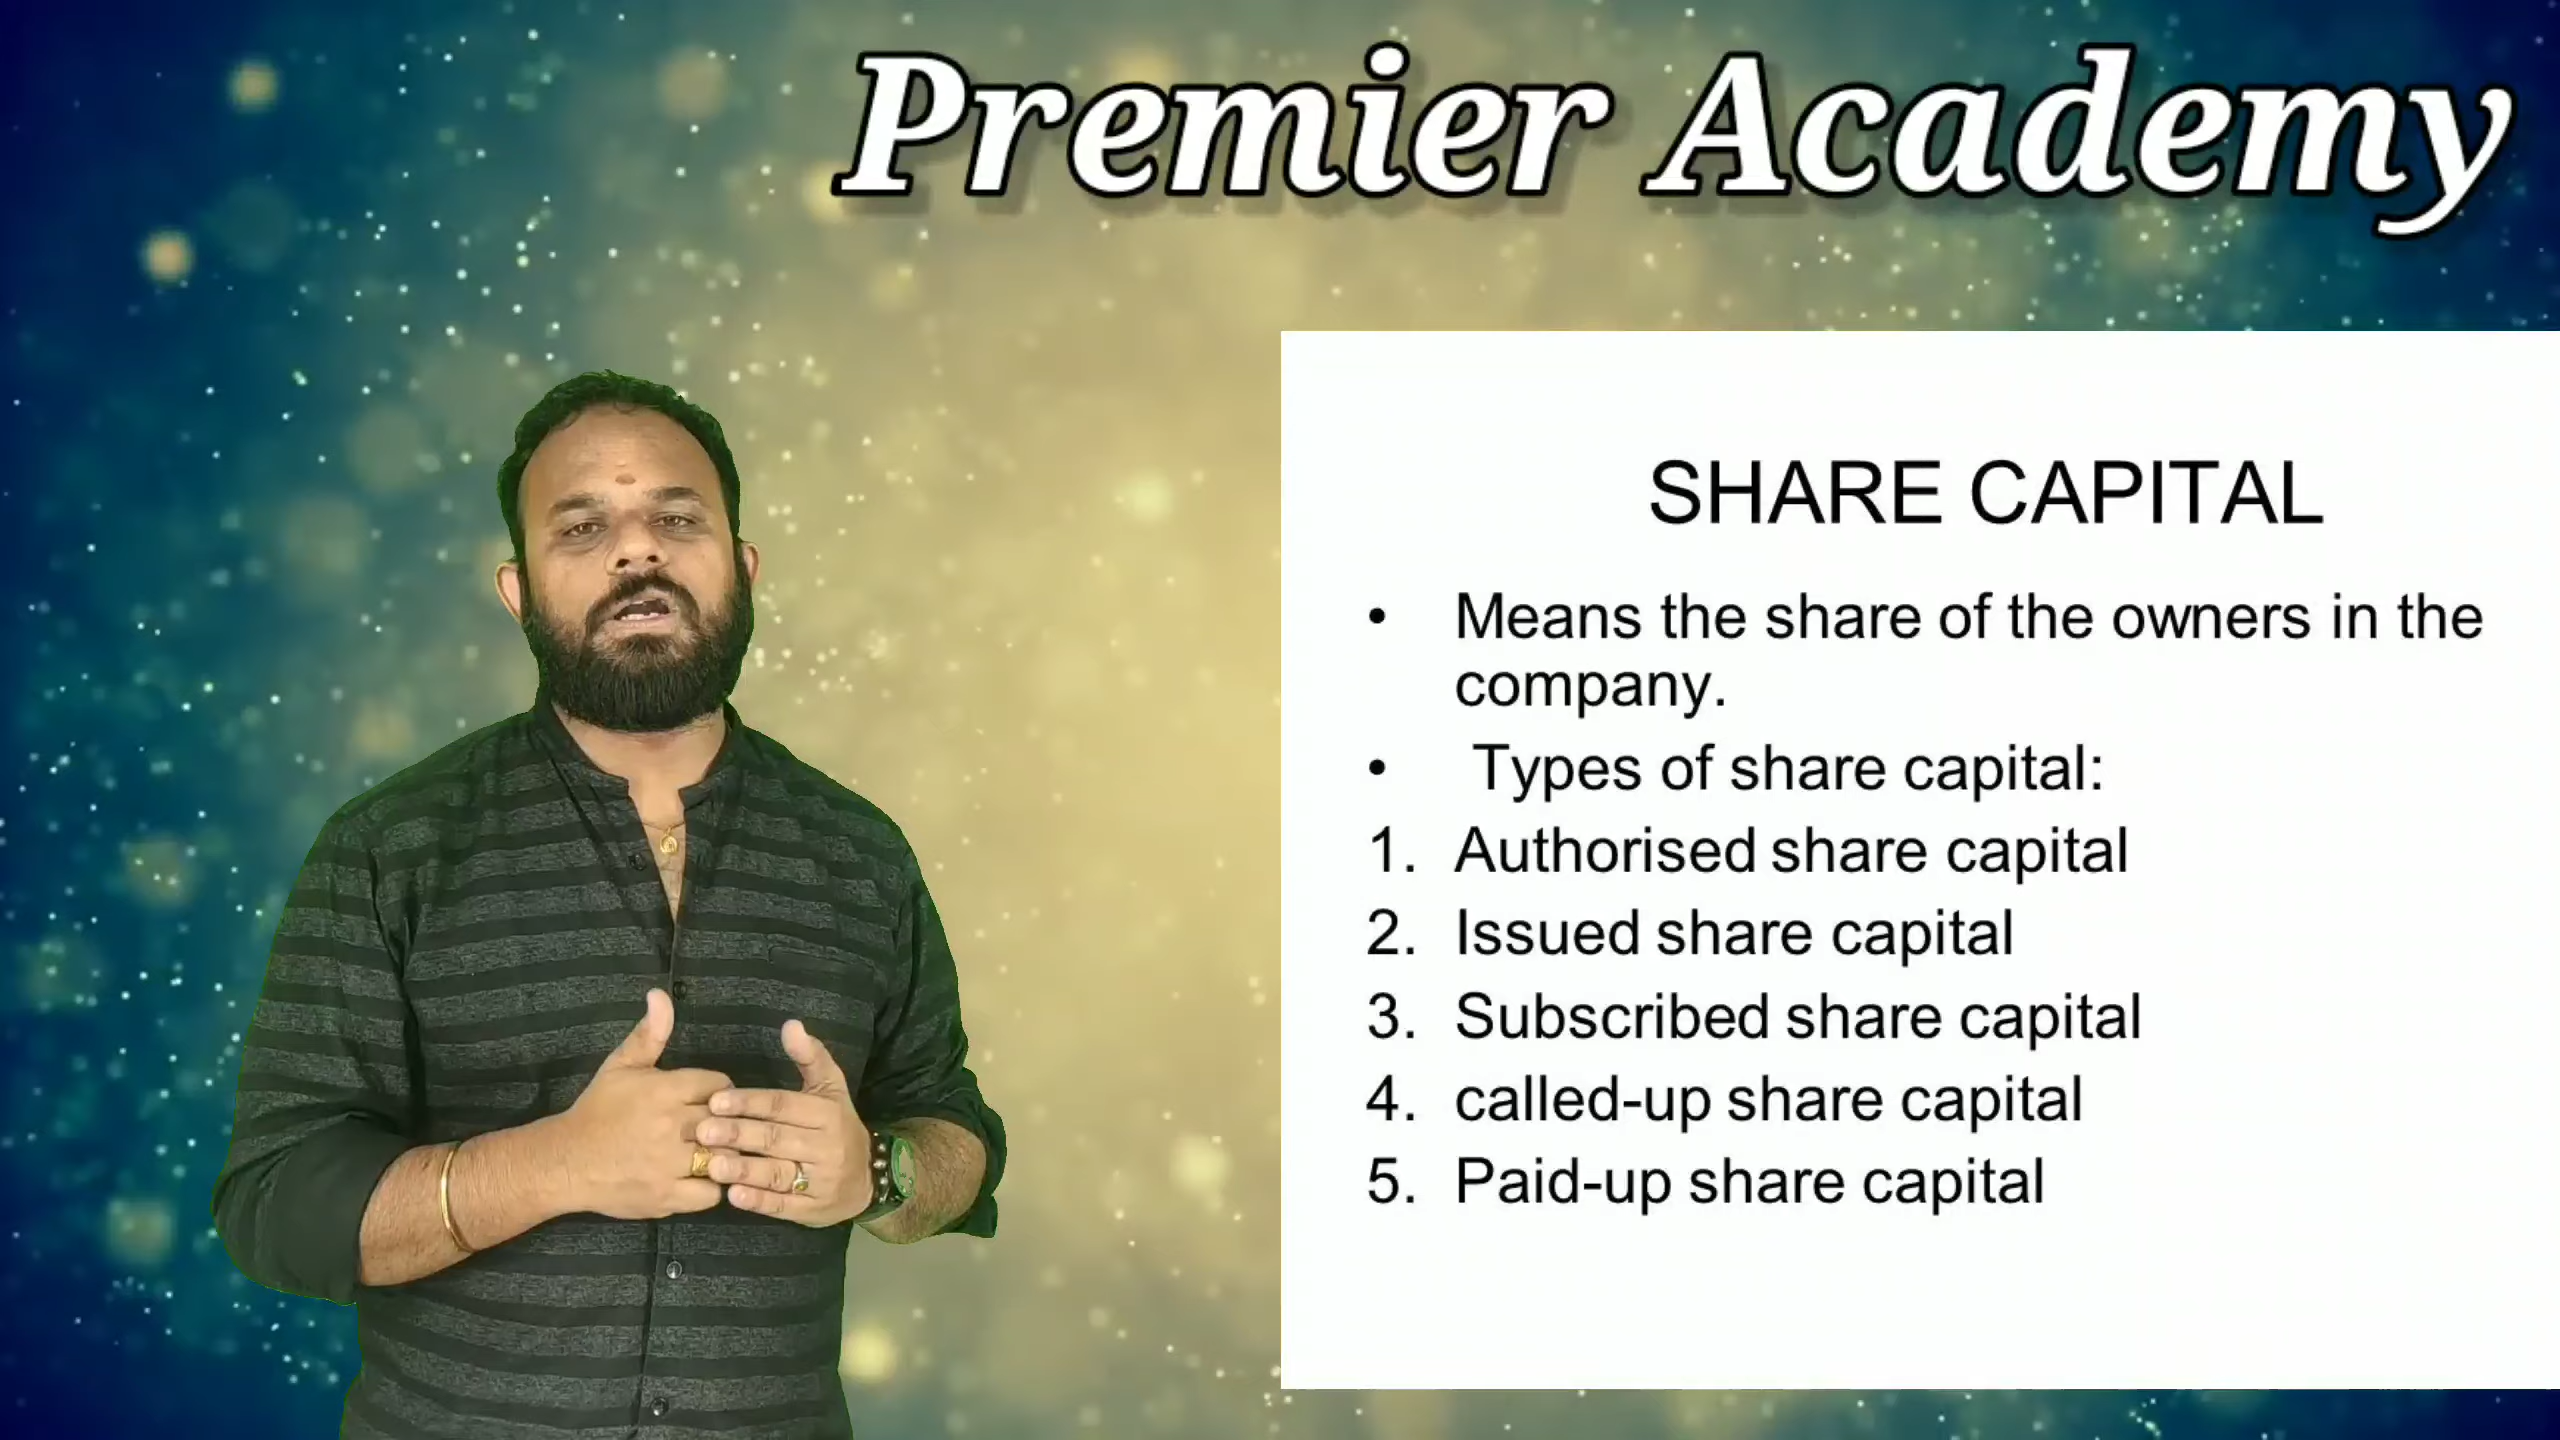 Premier Academy
SHARE CAPITAL
• Means the share of the owners in the
company.
• Types of share capital:
1. Authorised share capital
2. Issued share capital
3. Subscribed share capital
4. called-up share capital
5. Paid-up share capital